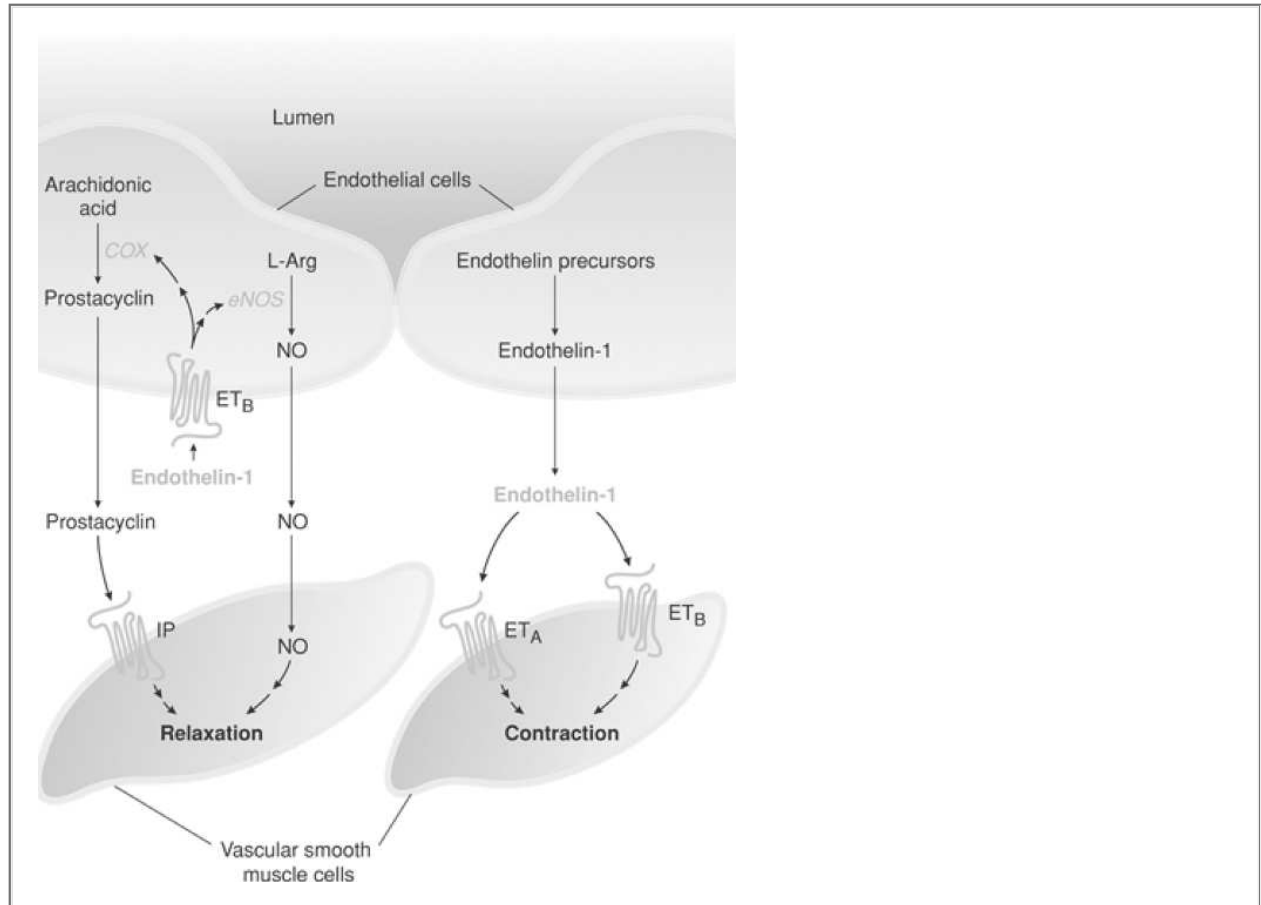 Lumen
Endothelial cells
Arachidonic
acid
COX
L-Arg
Endothelin precursors
Prostacyclin
eNOS
NO
Endothelin-1
ETB
Endothelin-1
Endothelin-1
Prostacyclin
NO
IP
NO
ETA
ETB
Relaxation
Contraction
Vascular smooth
muscle cells